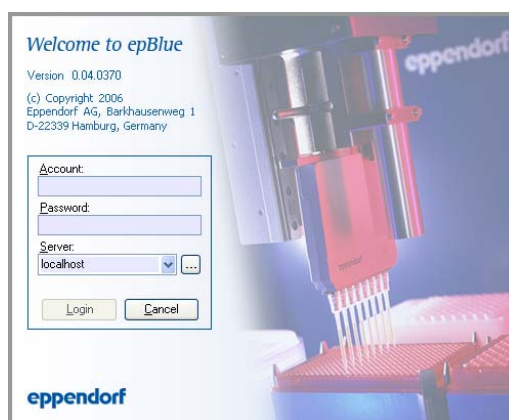 Welcome to epBlue
Version 0.04.0370
(c) Copyright 2006
Eppendorf AG, Barkhausenweg 1
D-22339 Hamburg, Germany
Account:
Password:
Server:
localhost
...
Login
Cancel
eppendorf
eppendorf
eppendorf